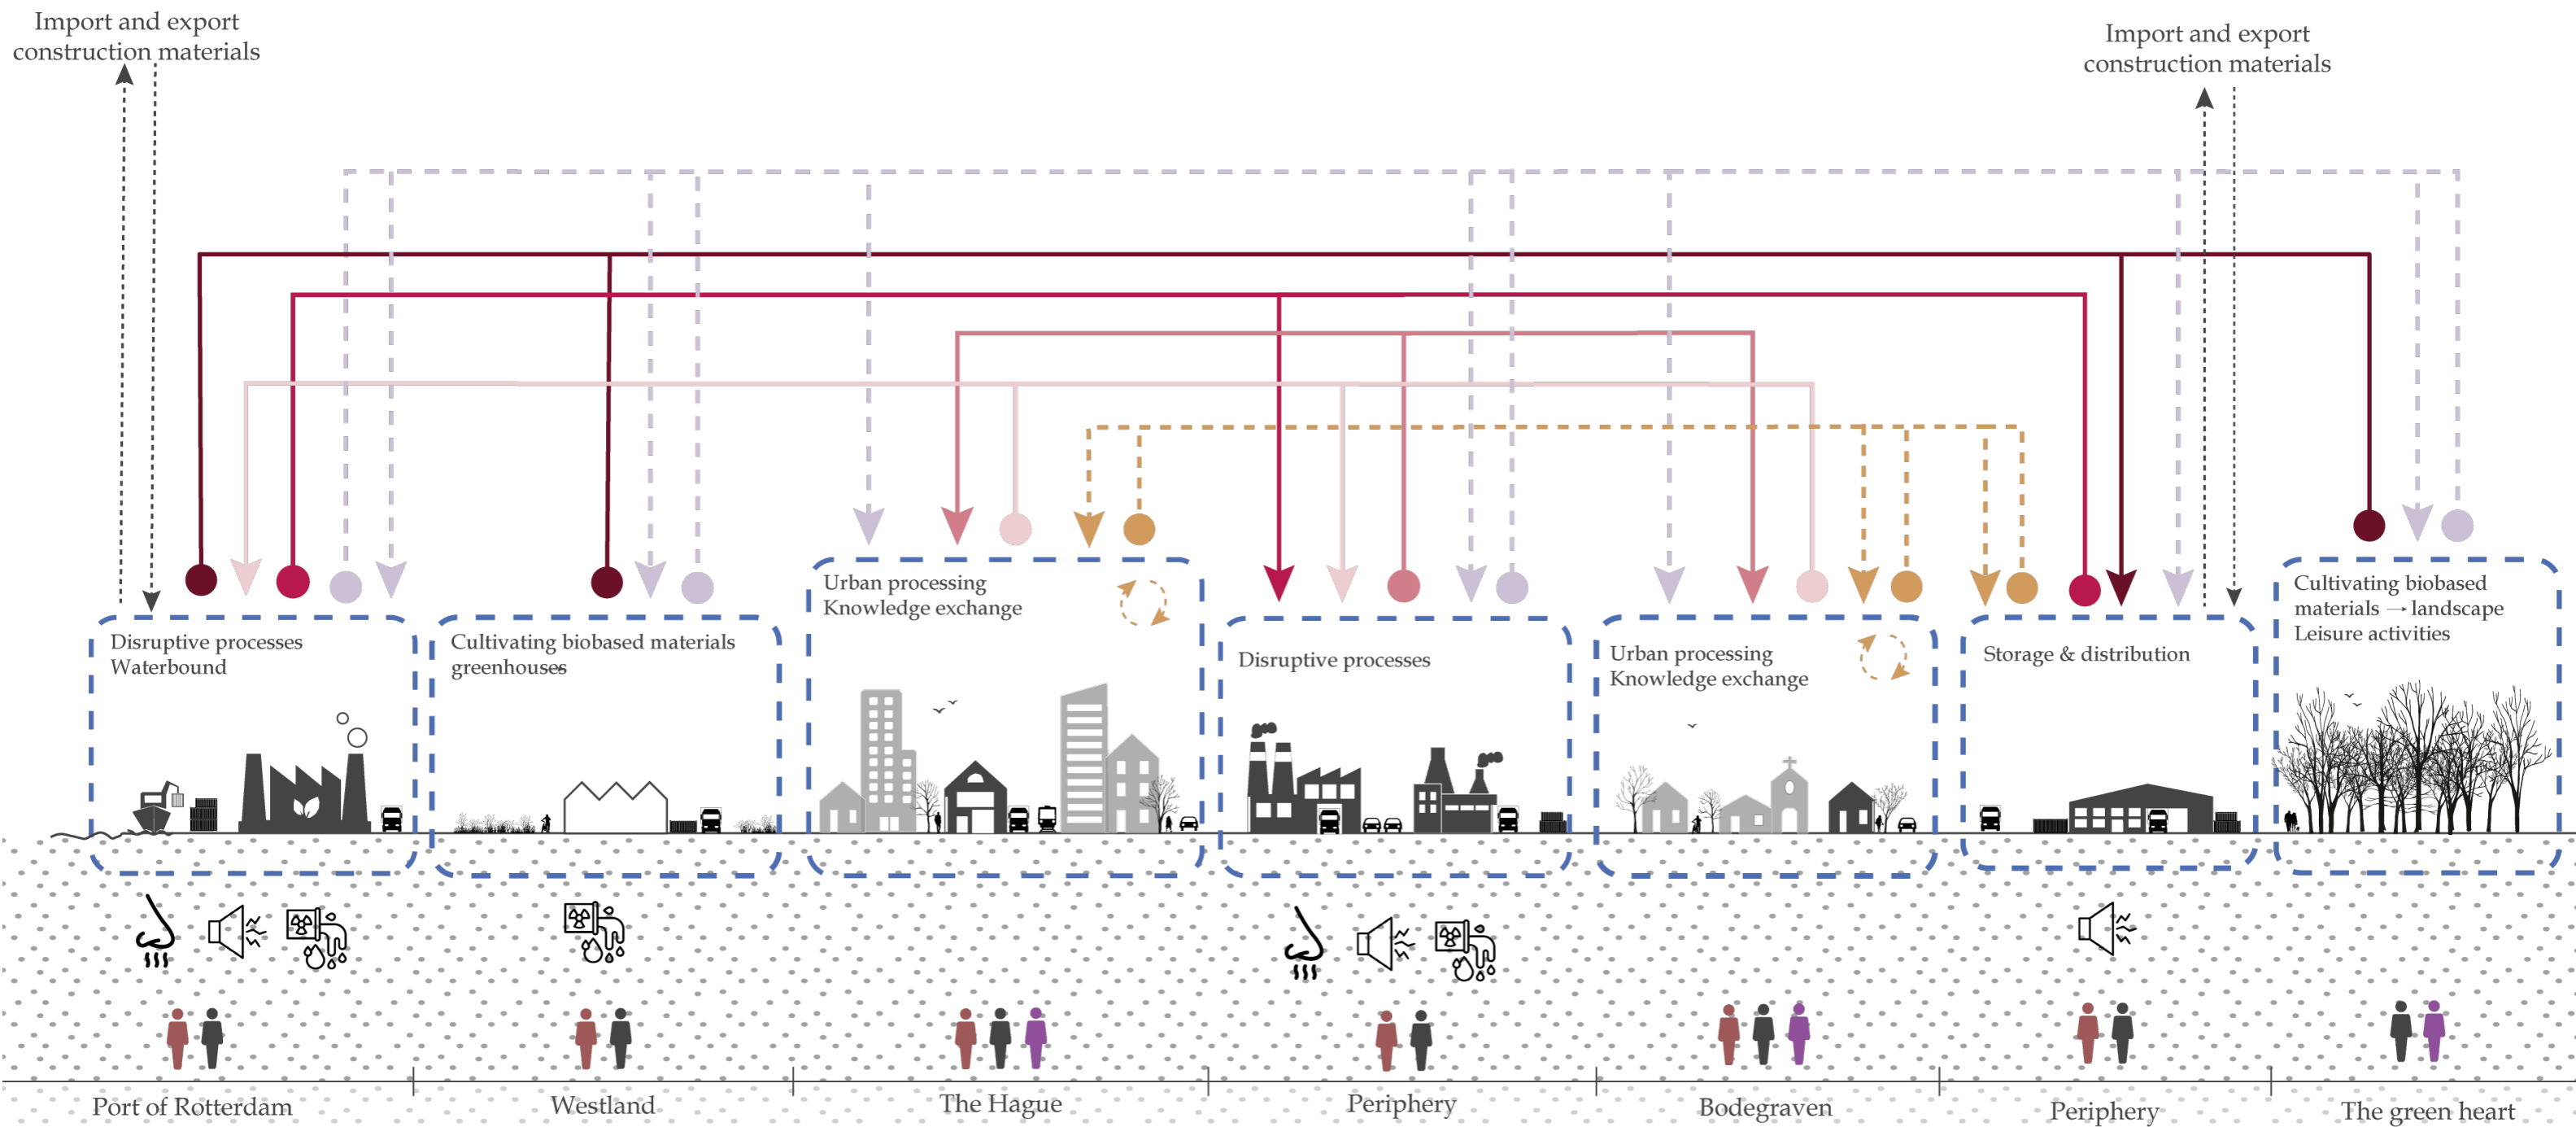 Import and export
construction materials
Import and export
construction materials
Disruptive processes
Waterbound
Cultivating biobased materials
greenhouses
Urban processing
Knowledge exchange
Disruptive processes
Urban processing
Knowledge exchange
Storage & distribution
Cultivating biobased
materials → landscape
Leisure activities
Port of Rotterdam
Westland
The Hague
Periphery
Bodegraven
Periphery
The green heart